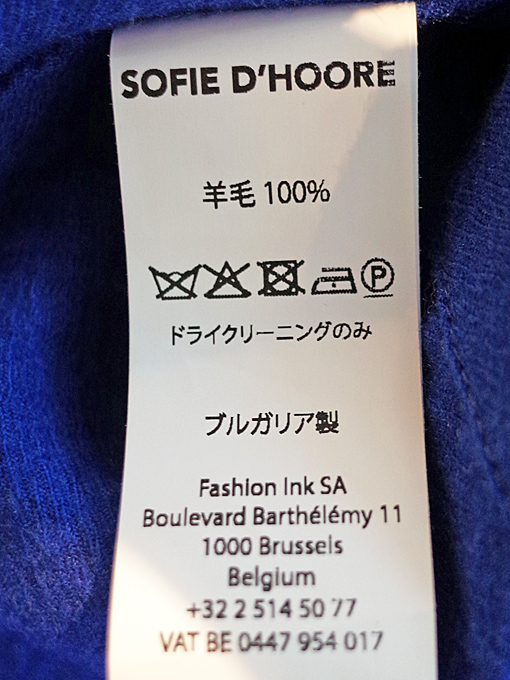 SOFIE D'HOORE
羊毛 100%
P
ドライクリーニングのみ
ブルガリア製
Fashion Ink SA
Boulevard Barthélémy 11
1000 Brussels
Belgium
+32 2 514 50 77
VAT BE 0447 954 017